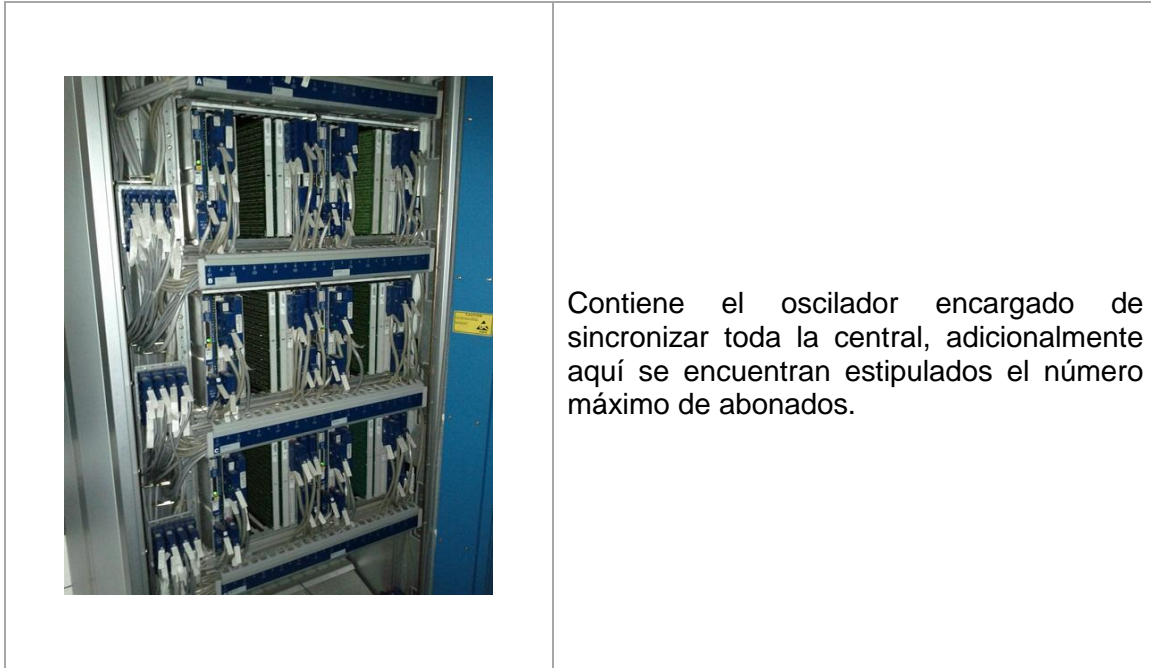 A
B
C
Contiene el oscilador encargado de
sincronizar toda la central, adicionalmente
aquí se encuentran estipulados el número
máximo de abonados.